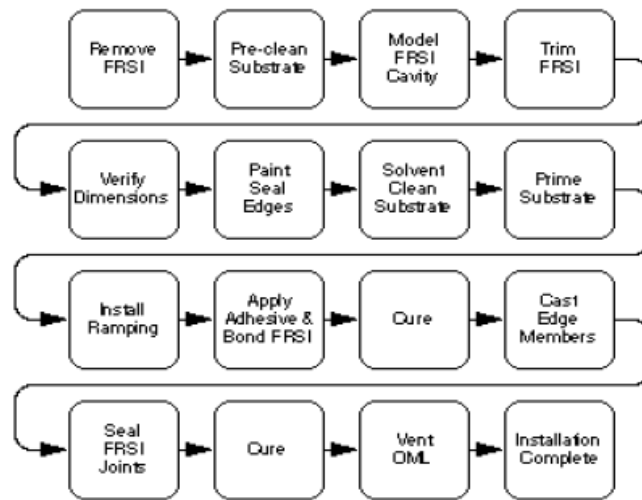 Remove
FRSI
Pre-clean
Substrate
Model
FRSI
Cavity
Trim
FRSI
Verify
Dimensions
Paint
Seal
Edges
Solvent
Clean
Substrate
Prime
Substrate
Install
Ramping
Apply
Adhesive &
Bond FRSI
Cure
Cast
Edge
Members
Seal
FRSI
Joints
Cure
Vent
OML
Installation
Complete